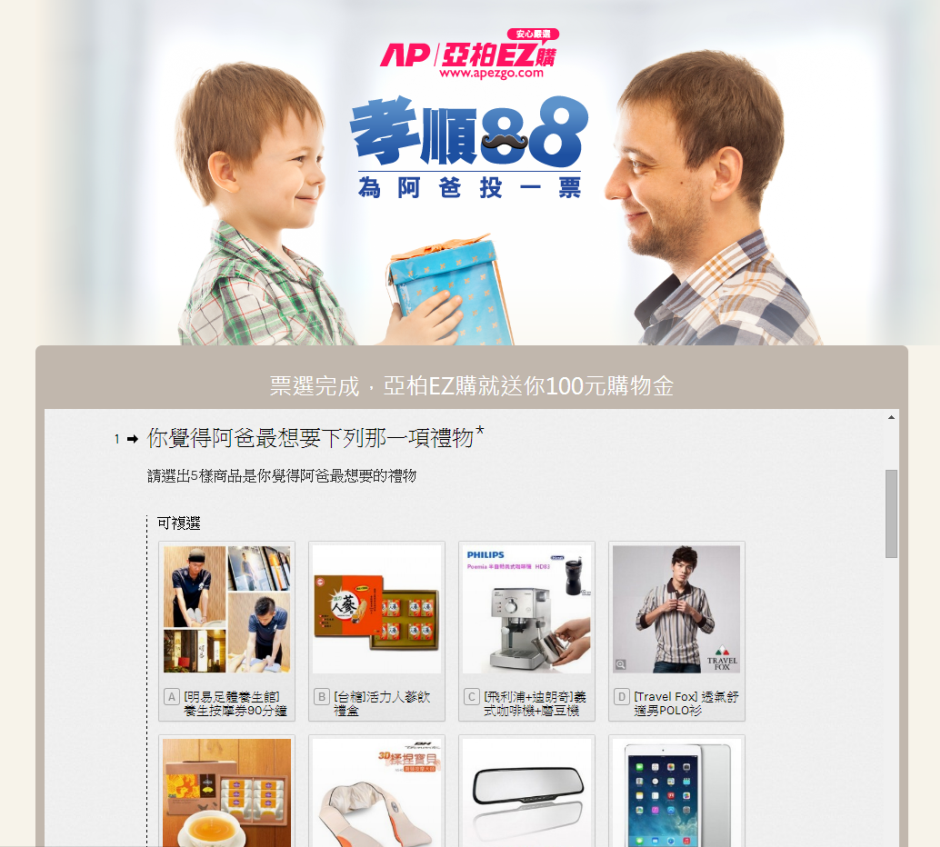 安心嚴選
AP 亞柏EZ購
www.apezgo.com
孝順88
為阿爸投一票
票選完成，亞柏EZ購就送你100元購物金
1 ➡ 你覺得阿爸最想要下列那一項禮物*
請選出5樣商品是你覺得阿爸最想要的禮物
可複選
人蔘
PHILIPS
TRAVEL FOX
A [明易足體養生館]
養生按摩券90分鐘
B [台糖]活力人蔘飲
禮盒
C [飛利浦+迪朗奇]義
式咖啡機+磨豆機
D [Travel Fox] 透氣舒
適男POLO衫
3D揉捏寶貝